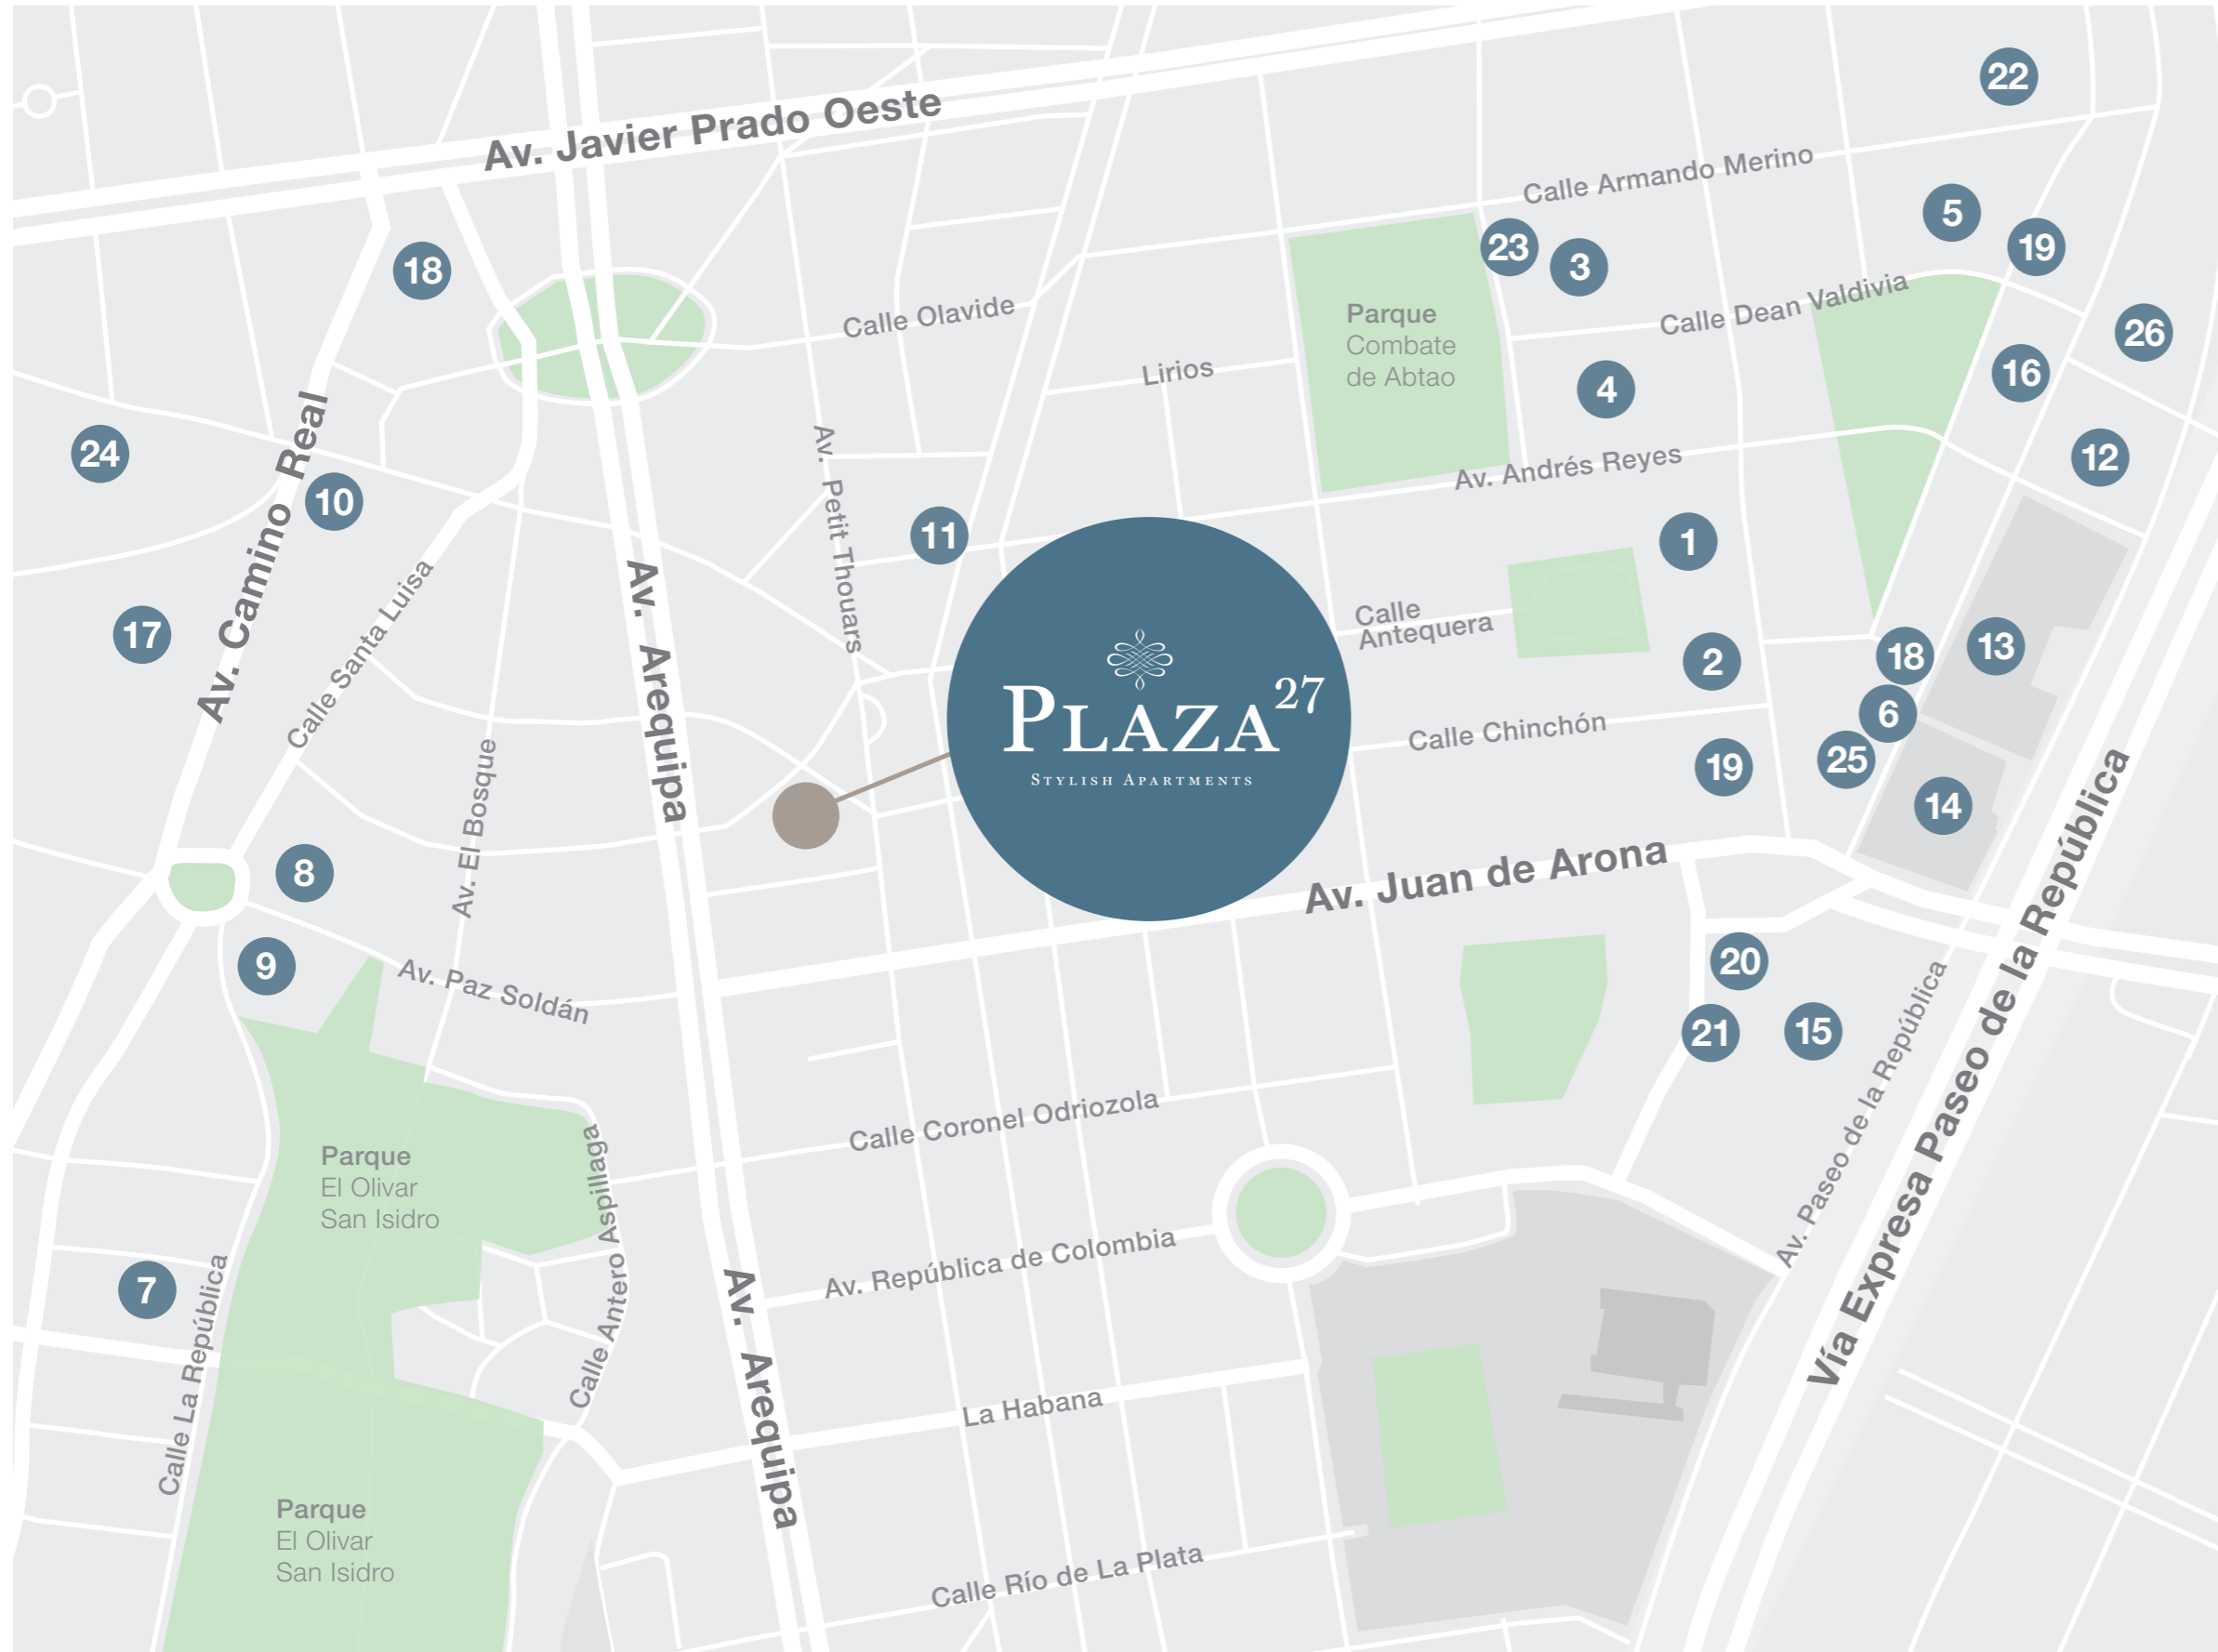 22
Av. Javier Prado Oeste
Calle Armando Merino
5
19
23
3
18
Calle Olavide
Calle Dean Valdivia
Parque
Combate
de Abtao
26
Lirios
16
4
24
Av. Camino Real
10
Av. Petit Thouars
Av. Andrés Reyes
12
11
1
Calle Santa Luisa
Av. Arequipa
Calle
Antequera
17
2
18
13
PLAZA 27
STYLISH APARTMENTS
6
Calle Chinchón
19
25
14
Av. El Bosque
8
Av. Juan de Arona
9
Av. Paz Soldán
20
21
15
Av. Paseo de la República
Vía Expresa Paseo de la República
Calle Coronel Odriozola
Parque
El Olivar
San Isidro
Calle Antero Aspillaga
Av. República de Colombia
7
Calle La República
Av. Arequipa
La Habana
Parque
El Olivar
San Isidro
Calle Río de La Plata